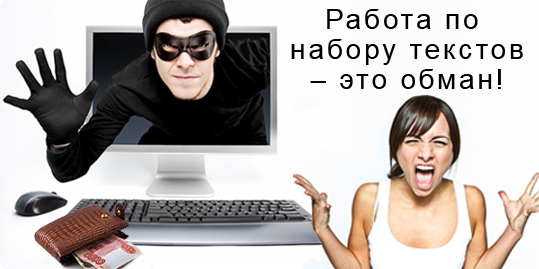 Работа по
набору текстов
– это обман!